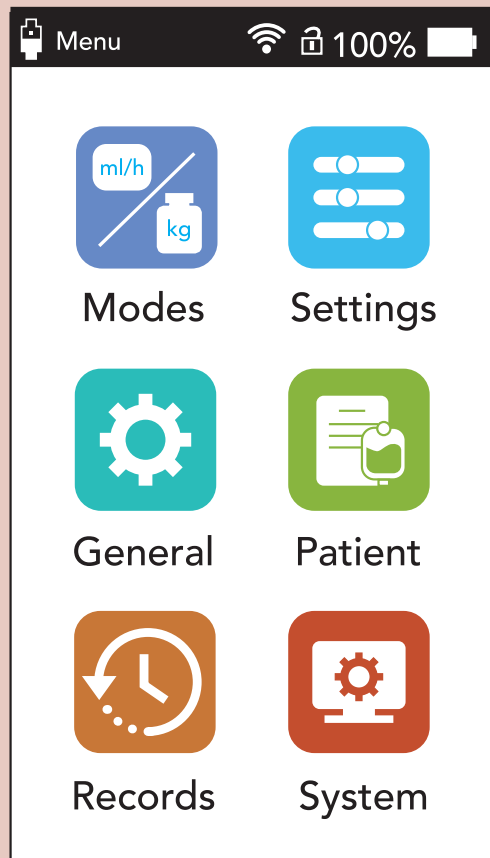 Menu 100%
ml/h
kg
Modes Settings
General Patient
Records System